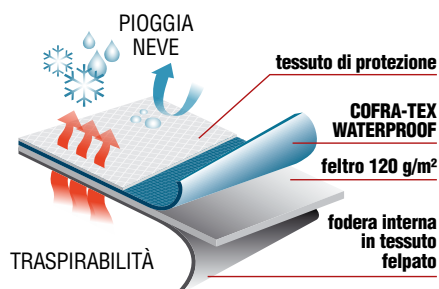 PIOGGIA
NEVE
tessuto di protezione
COFRA-TEX
WATERPROOF
feltro 120 g/m²
fodera interna
in tessuto
felpato
TRASPIRABILITÀ